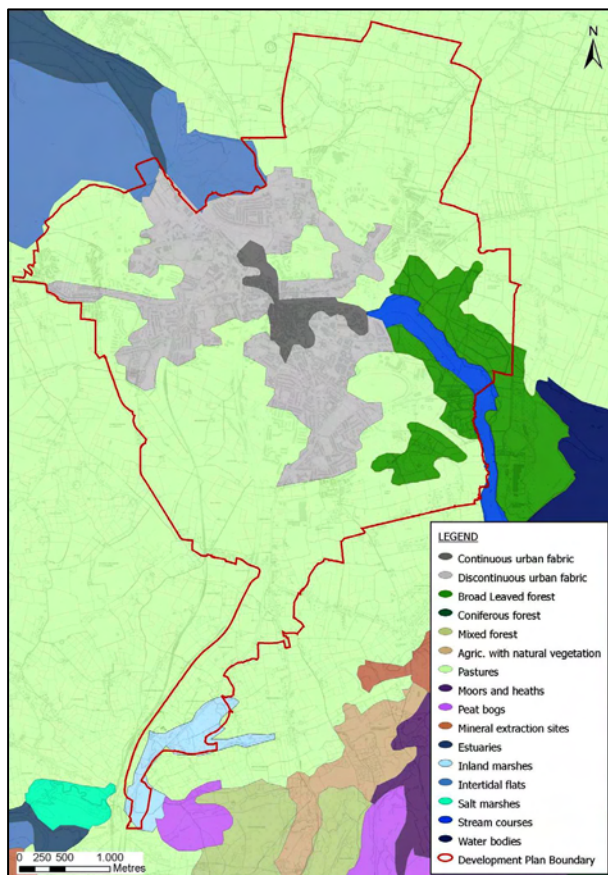 N
LEGEND
Continuous urban fabric
Discontinuous urban fabric
Broad Leaved forest
Coniferous forest
Mixed forest
Agric. with natural vegetation
Pastures
Moors and heaths
Peat bogs
Mineral extraction sites
Estuaries
Inland marshes
Intertidal flats
Salt marshes
Stream courses
Water bodies
Development Plan Boundary
0 250 500 1.000
Metres